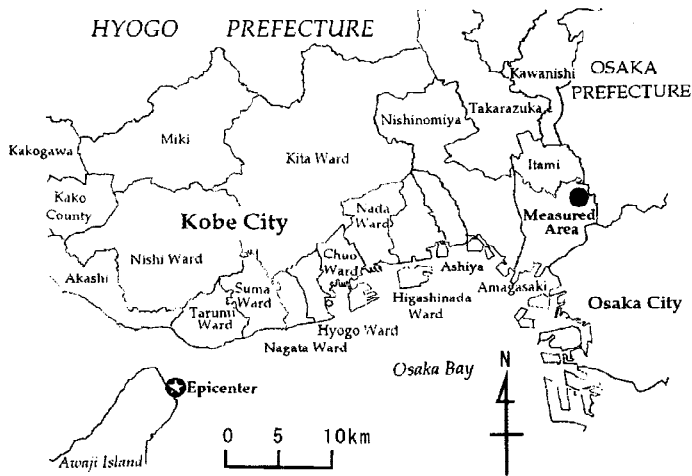 HYOGO PREFECTURE
Kawanishi
OSAKA
PREFECTURE
Takarazuka
Nishinomiya
Kakogawa
Miki
Kita Ward
Itami
Kako
County
Kobe City
Nada
Ward
Measured
Area
Nishi Ward
Chuo
Ward
Akashi
Suma
Ward
Ashiya
Amagasaki
Tarumi
Ward
Higashinada
Ward
Osaka City
Hyogo Ward
Nagata Ward
Osaka Bay
N
Epicenter
0 5 10km
Awaji Island